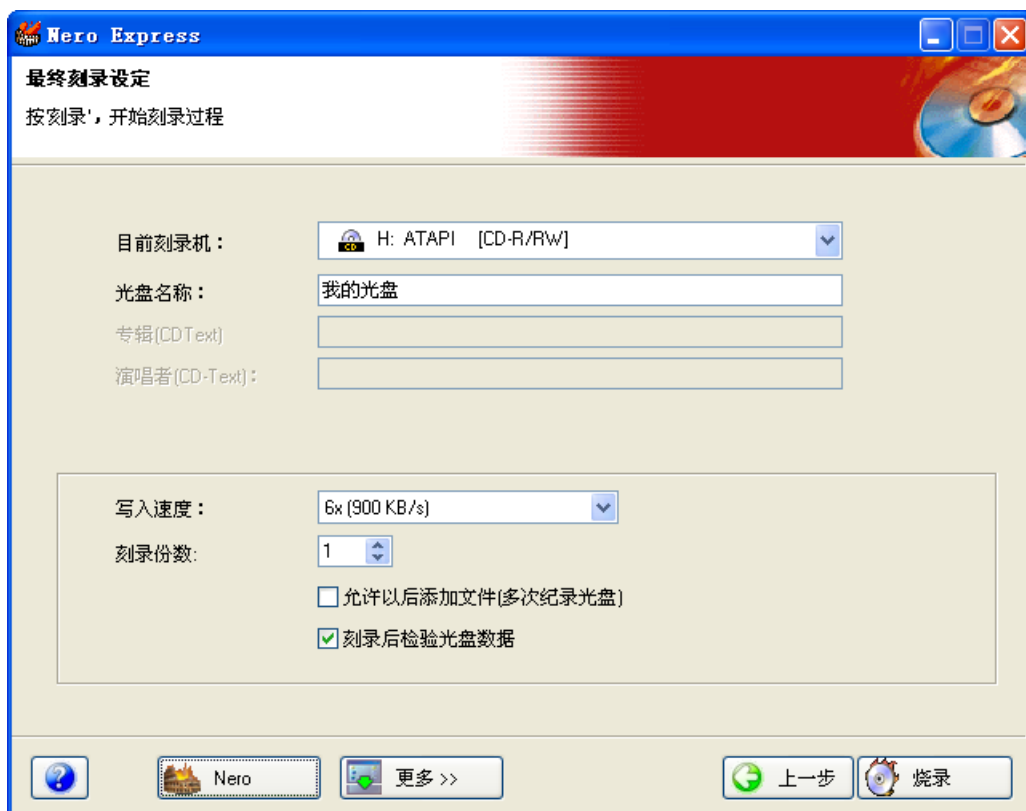 Nero Express
最终刻录设定
按'刻录'，开始刻录过程
目前刻录机：
H: ATAPI [CD-R/RW]
光盘名称：
我的光盘
专辑(CDText)
演唱者(CD-Text)：
写入速度：
6x (900 KB/s)
刻录份数:
1
允许以后添加文件(多次纪录光盘)
刻录后检验光盘数据
?
Nero
更多 >>
上一步
烧录